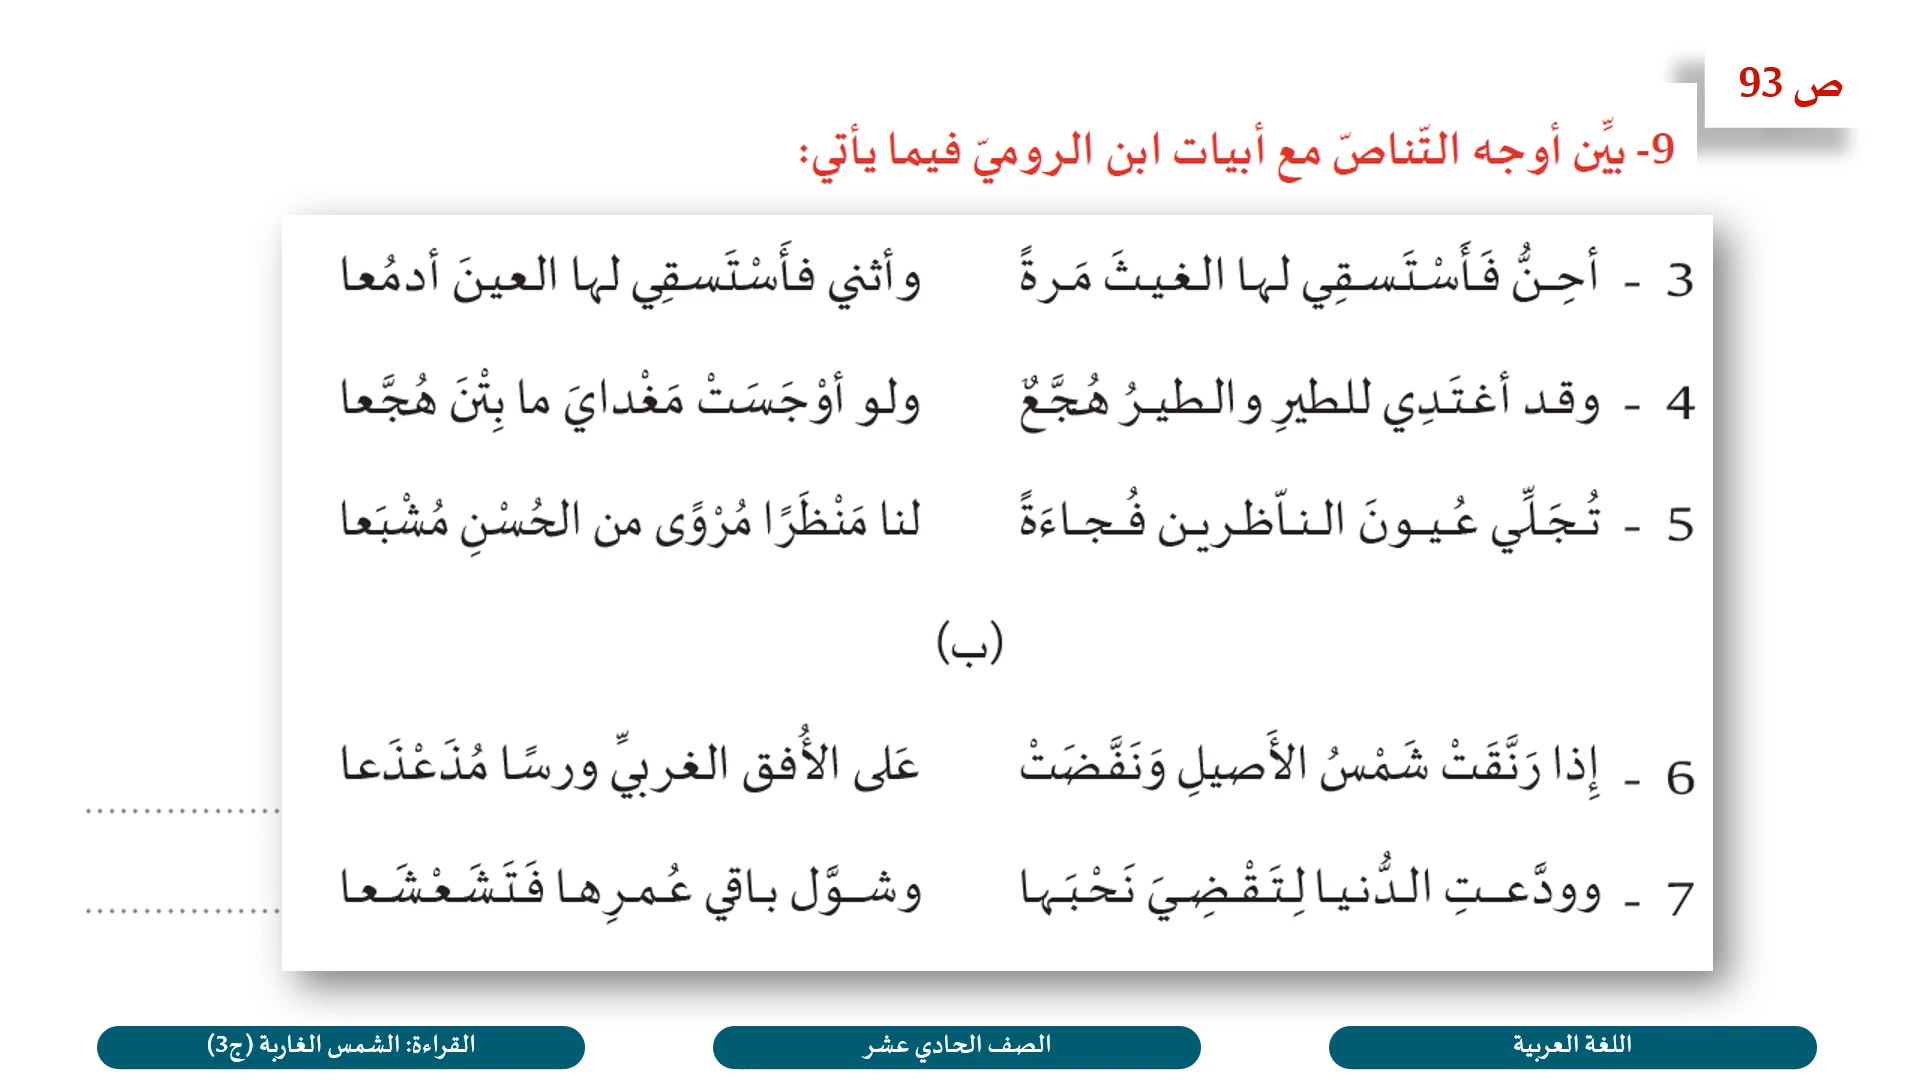 ص 93
9- بيِّن أوجه التّناصّ مع أبيات ابن الروميّ فيما يأتي:
3 - أحِنُّ فَأَسْتَسقِي لها الغيثَ مَرةً وأثني فأَسْتَسقِي لها العينَ أدمُعا
4 - وقد أغتَدِي للطيرِ والطيرُ هُجَّعٌ ولو أوْجَسَتْ مَغْدايَ ما بِتْنَ هُجَّعا
5 - تُجَلِّي عُيونَ النّاظرين فُجاءَةً لنا مَنْظَرًا مُرْوًى من الحُسْنِ مُشْبَعا
(ب)
6 - إِذا رَنَّقَتْ شَمْسُ الأَصيلِ وَنَفَّضَتْ عَلى الأُفق الغربيِّ ورسًا مُذَعْذَعا
7 - وودَّعتِ الدُّنيا لِتَقْضِيَ نَحْبَها وشوَّل باقي عُمرِها فَتَشَعْشَعا
................
................
اللغة العربية
الصف الحادي عشر
القراءة: الشمس الغاربة (ج3)